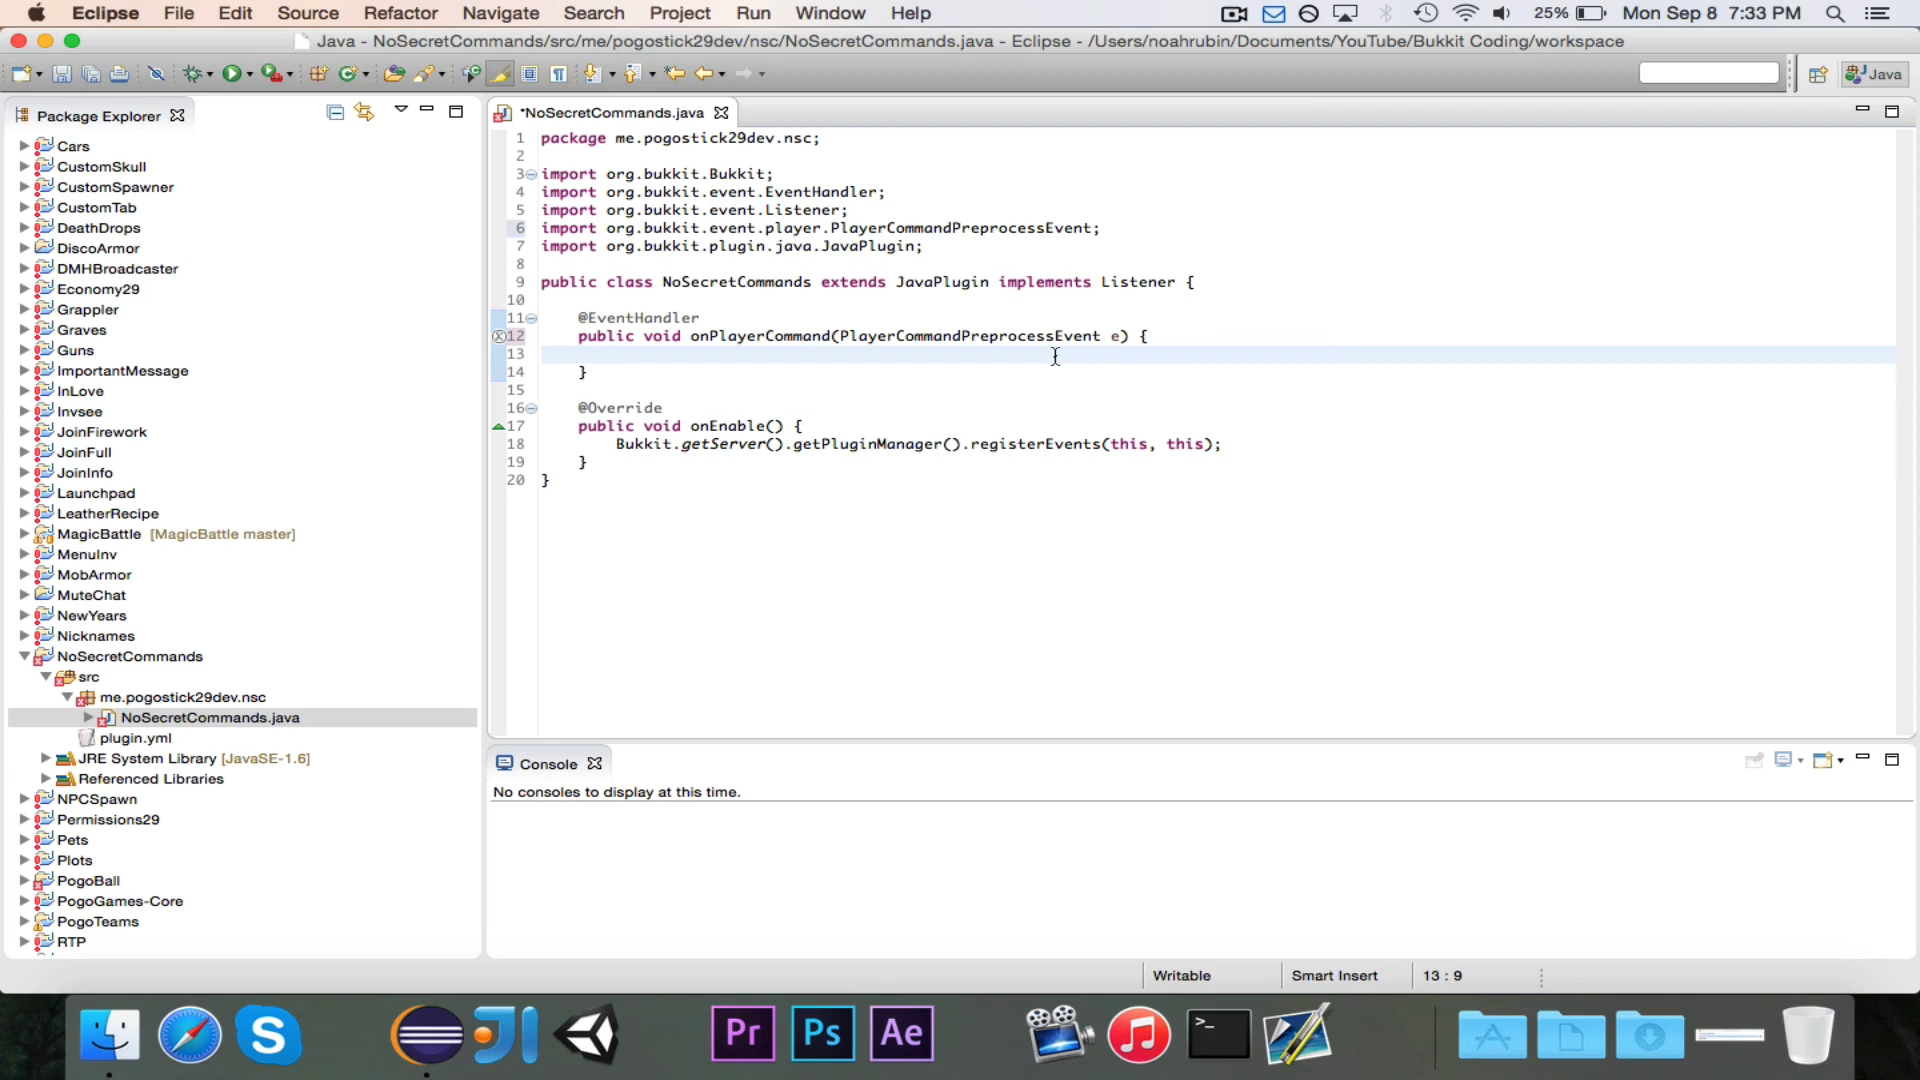 Eclipse File Edit Source Refactor Navigate Search Project Run Window Help 25% Mon Sep 8 7:33 PM
Java - NoSecretCommands/src/me/pogostick29dev/nsc/NoSecretCommands.java - Eclipse - /Users/noahrubin/Documents/YouTube/Bukkit Coding/workspace
Java
Package Explorer
Cars
CustomSkull
CustomSpawner
CustomTab
DeathDrops
DiscoArmor
DMHBroadcaster
Economy29
Grappler
Graves
Guns
ImportantMessage
InLove
Invsee
JoinFirework
JoinFull
JoinInfo
Launchpad
LeatherRecipe
MagicBattle [MagicBattle master]
MenuInv
MobArmor
MuteChat
NewYears
Nicknames
NoSecretCommands
src
me.pogostick29dev.nsc
NoSecretCommands.java
plugin.yml
JRE System Library [JavaSE-1.6]
Referenced Libraries
NPCSpawn
Permissions29
Pets
Plots
PogoBall
PogoGames-Core
PogoTeams
RTP
*NoSecretCommands.java
1 package me.pogostick29dev.nsc;
2
3 import org.bukkit.Bukkit;
4 import org.bukkit.event.EventHandler;
5 import org.bukkit.event.Listener;
6 import org.bukkit.event.player.PlayerCommandPreprocessEvent;
7 import org.bukkit.plugin.java.JavaPlugin;
8
9 public class NoSecretCommands extends JavaPlugin implements Listener {
10
11 @EventHandler
12 public void onPlayerCommand(PlayerCommandPreprocessEvent e) {
13
14 }
15
16 @Override
17 public void onEnable() {
18 Bukkit.getServer().getPluginManager().registerEvents(this, this);
19 }
20 }
Console
No consoles to display at this time.
Writable Smart Insert 13 : 9
Pr Ps Ae >_